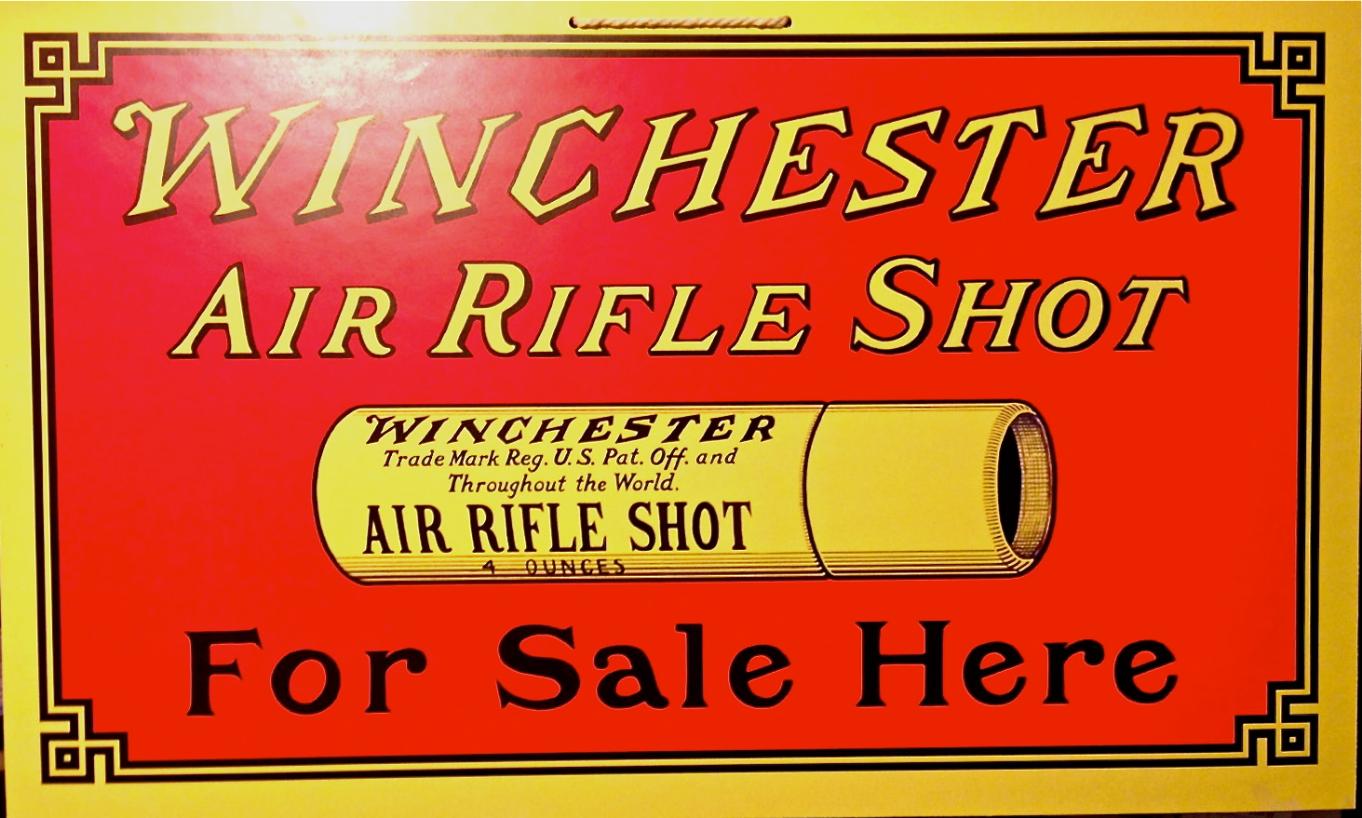 WINCHESTER
AIR RIFLE SHOT
WINCHESTER
Trade Mark Reg. U.S. Pat. Off. and
Throughout the World.
AIR RIFLE SHOT
4 OUNCES
For Sale Here